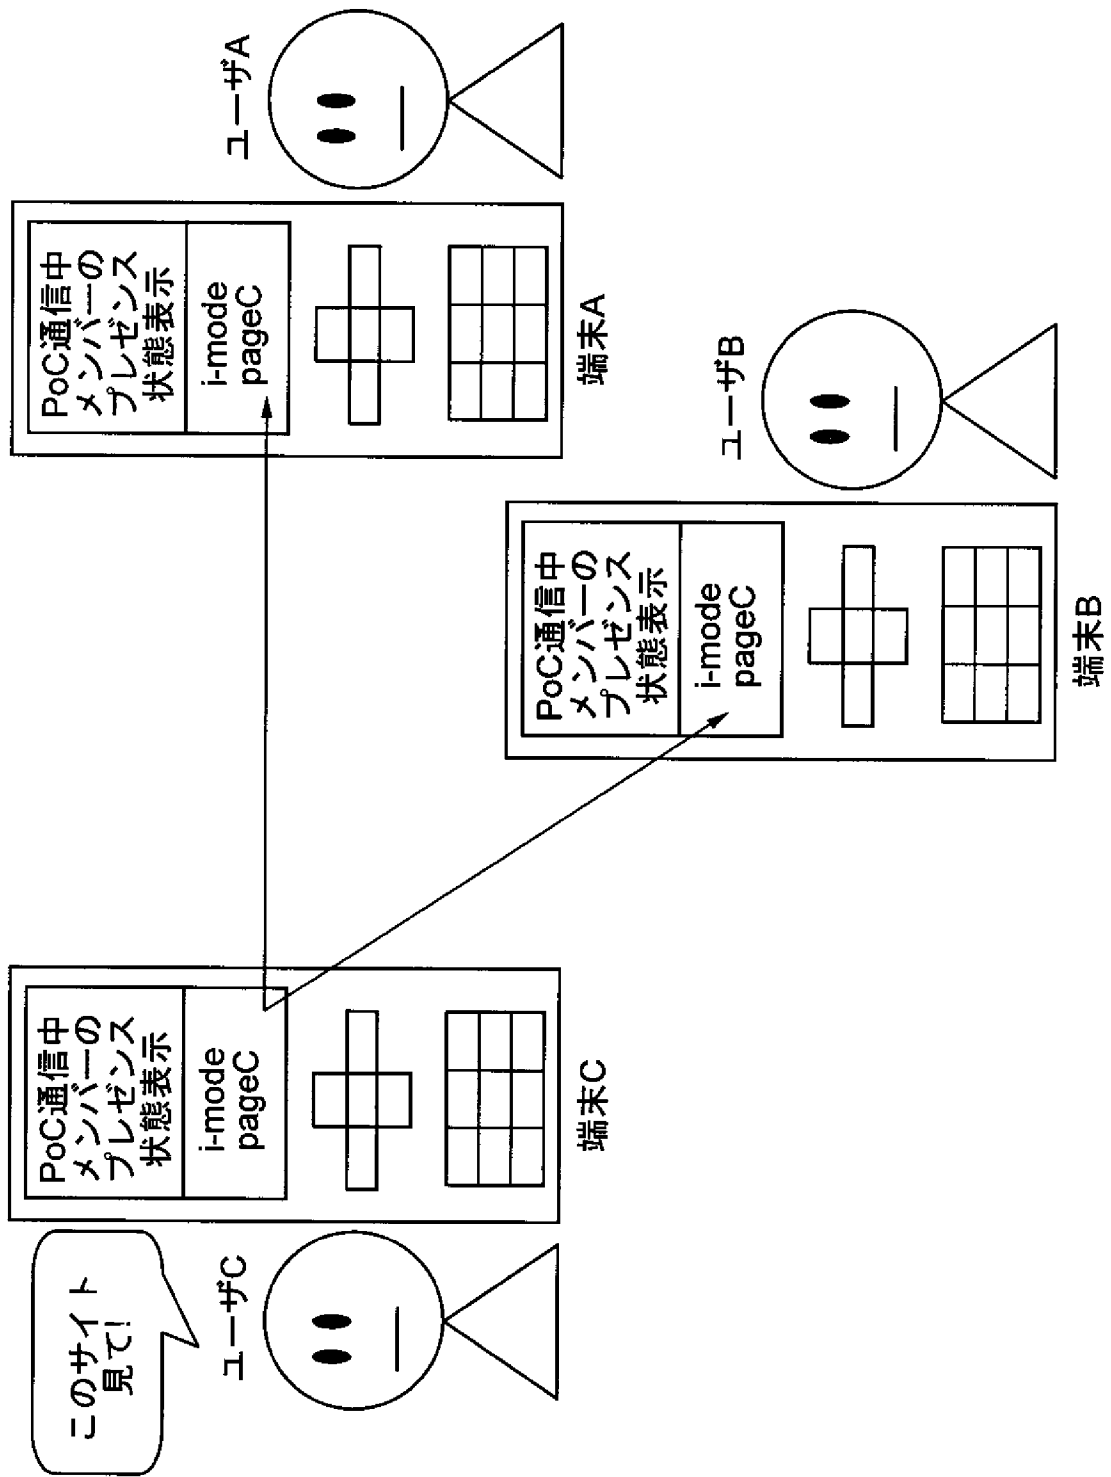 このサイト
見て!
ユーザC
PoC通信中
メンバーの
プレゼンス
状態表示
i-mode
pageC
端末C
PoC通信中
メンバーの
プレゼンス
状態表示
i-mode
pageC
端末B
ユーザB
PoC通信中
メンバーの
プレゼンス
状態表示
i-mode
pageC
端末A
ユーザA